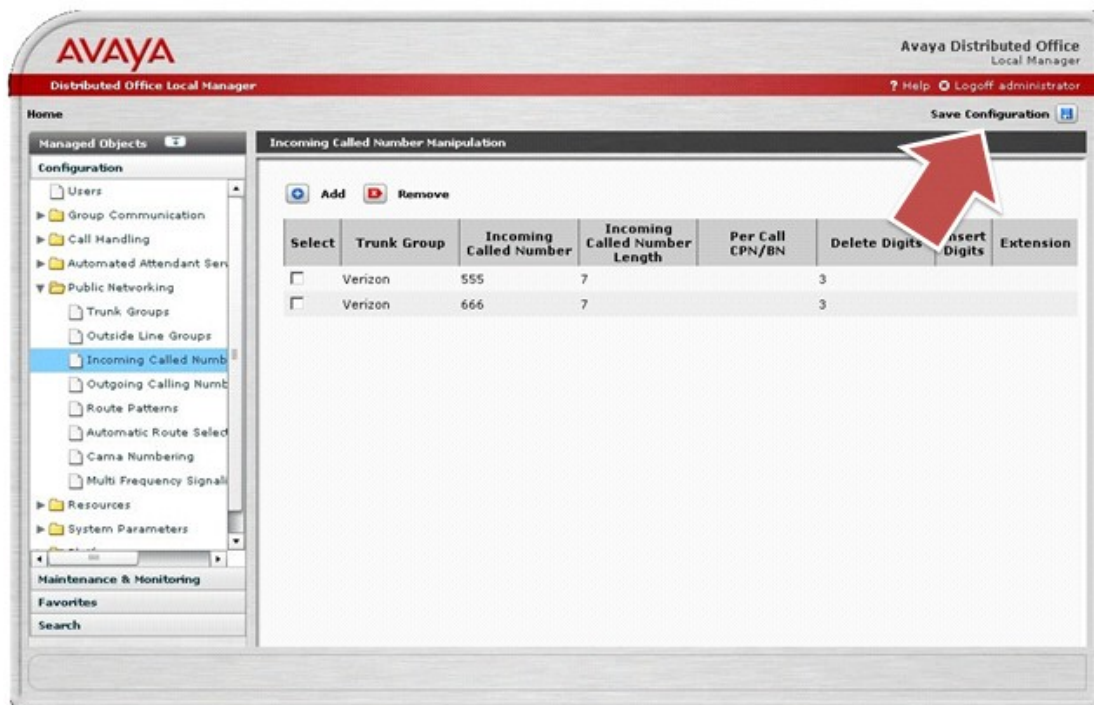 AVAYA
Avaya Distributed Office
Local Manager
Distributed Office Local Manager
? Help Logoff administrator
Home
Save Configuration
Managed Objects
Incoming Called Number Manipulation
Configuration
Users
Group Communication
Call Handling
Automated Attendant Serv
Public Networking
Trunk Groups
Outside Line Groups
Incoming Called Numb
Outgoing Calling Numb
Route Patterns
Automatic Route Select
Cama Numbering
Multi Frequency Signali
Resources
System Parameters
Maintenance & Monitoring
Favorites
Search
Add Remove
Select Trunk Group Incoming Called Number Incoming Called Number Length Per Call CPN/BN Delete Digits Digits Extension
Verizon 555 7 3
Verizon 666 7 3